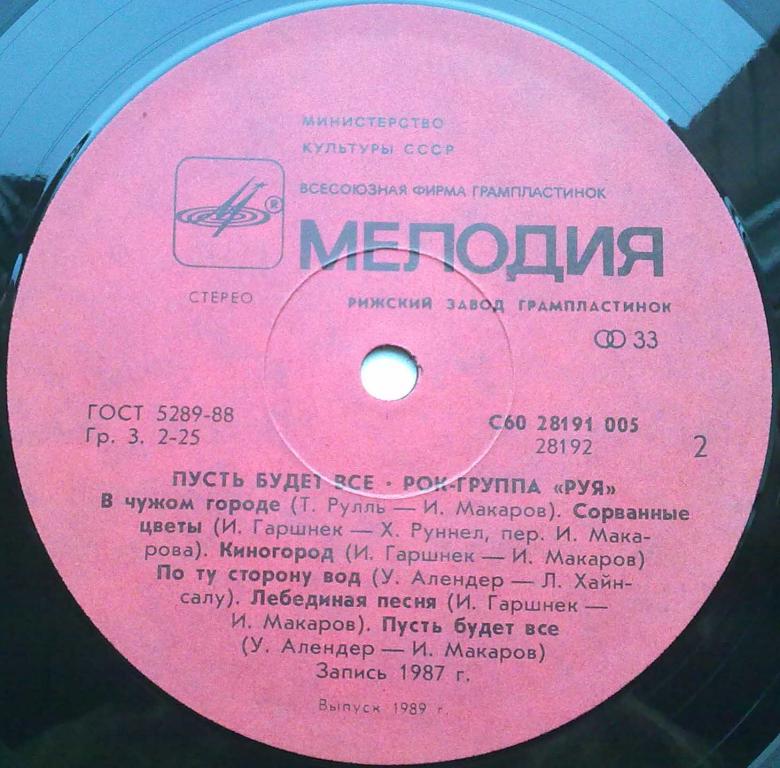 МИНИСТЕРСТВО
КУЛЬТУРЫ СССР
ВСЕСОЮЗНАЯ ФИРМА ГРАМПЛАСТИНОК
®
МЕЛОДИЯ
СТЕРЕО
РИЖСКИЙ ЗАВОД ГРАМПЛАСТИНОК
33
ГОСТ 5289-88
Гр. 3. 2-25
С60 28191 005
28192
2
ПУСТЬ БУДЕТ ВСЕ · РОК-ГРУППА «РУЯ»
В чужом городе (Т. Рулль — И. Макаров). Сорванные
цветы (И. Гаршнек — Х. Руннел, пер. И. Мака-
рова). Киногород (И. Гаршнек — И. Макаров)
По ту сторону вод (У. Алендер — Л. Хайн-
салу). Лебединая песня (И. Гаршнек —
И. Макаров). Пусть будет все
(У. Алендер — И. Макаров)
Запись 1987 г.
Выпуск 1989 г.